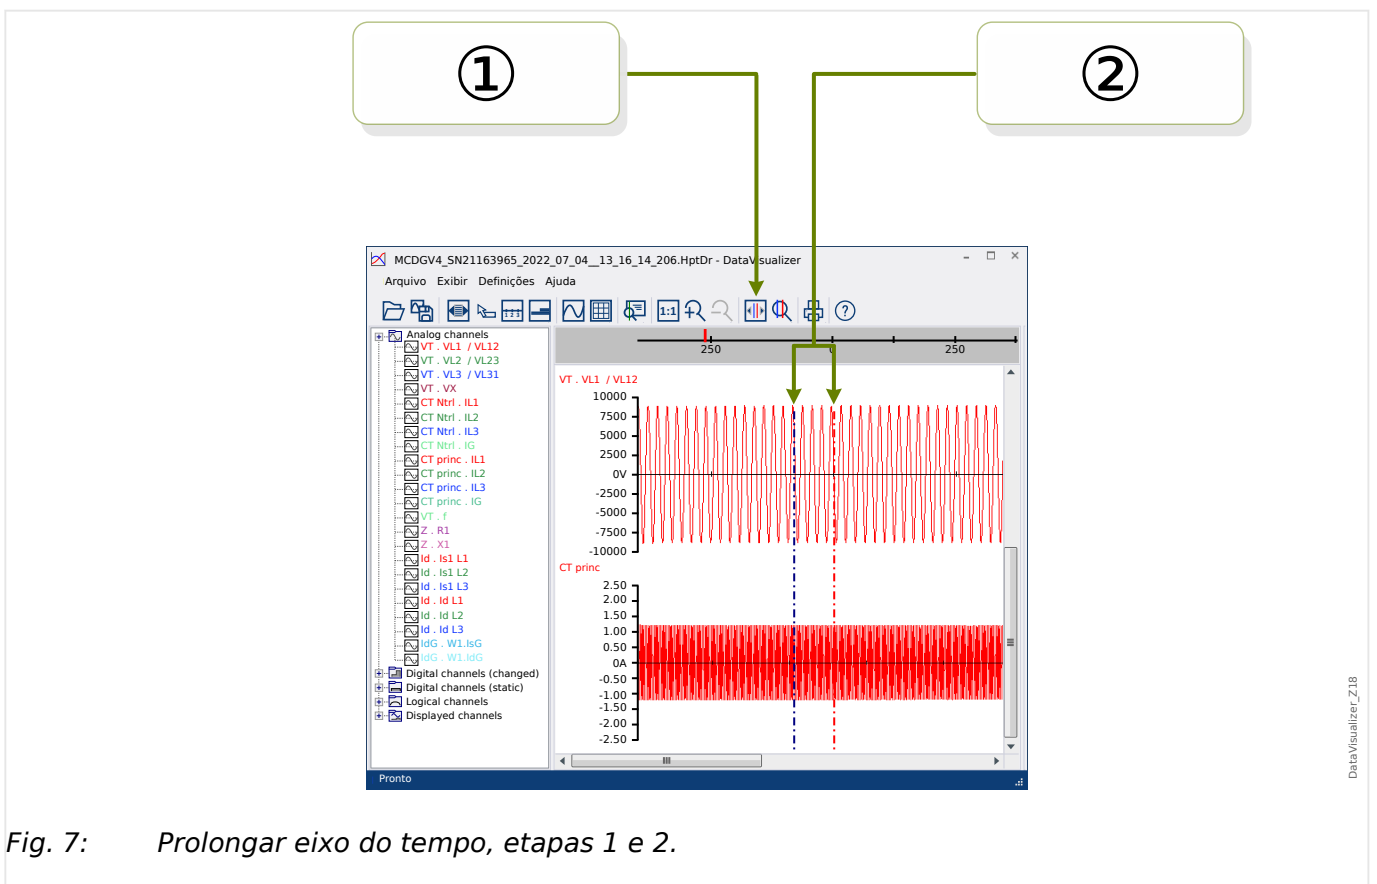 ① ②
MCDGV4_SN21163965_2022_07_04__13_16_14_206.HptDr - DataVisualizer
Arquivo Exibir Definições Ajuda
1:1 ?
Analog channels
VT . VL1 / VL12
VT . VL2 / VL23
VT . VL3 / VL31
VT . VX
CT Ntrl . IL1
CT Ntrl . IL2
CT Ntrl . IL3
CT Ntrl . IG
CT princ . IL1
CT princ . IL2
CT princ . IL3
CT princ . IG
VT . f
Z . R1
Z . X1
Id . Is1 L1
Id . Is1 L2
Id . Is1 L3
Id . Id L1
Id . Id L2
Id . Id L3
IdG . W1.IsG
IdG . W1.IdG
Digital channels (changed)
Digital channels (static)
Logical channels
Displayed channels
250 0 250
VT . VL1 / VL12
10000
7500
5000
2500
0V
-2500
-5000
-7500
-10000
CT princ
2.50
2.00
1.50
1.00
0.50
0A
-0.50
-1.00
-1.50
-2.00
-2.50
Pronto
DataVisualizer_Z18
Fig. 7: Prolongar eixo do tempo, etapas 1 e 2.